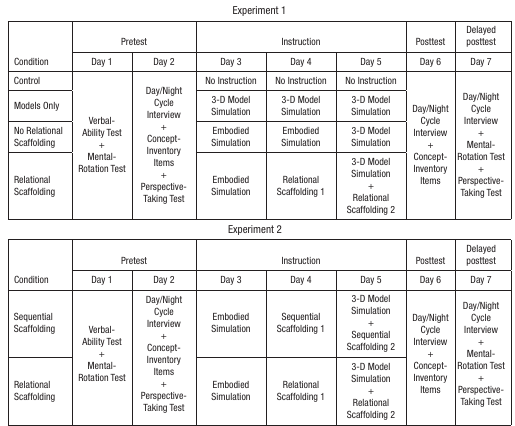 Experiment 1
Pretest
Instruction
Posttest
Delayed
posttest
Condition
Day 1
Day 2
Day 3
Day 4
Day 5
Day 6
Day 7
Control
Models Only
No Relational
Scaffolding
Relational
Scaffolding
Verbal-
Ability Test
+
Mental-
Rotation Test
Day/Night
Cycle
Interview
+
Concept-
Inventory
Items
+
Perspective-
Taking Test
No Instruction
No Instruction
No Instruction
3-D Model
Simulation
3-D Model
Simulation
3-D Model
Simulation
Embodied
Simulation
Embodied
Simulation
3-D Model
Simulation
Embodied
Simulation
Relational
Scaffolding 1
3-D Model
Simulation
+
Relational
Scaffolding 2
Day/Night
Cycle
Interview
+
Concept-
Inventory
Items
Day/Night
Cycle
Interview
+
Mental-
Rotation Test
+
Perspective-
Taking Test
Experiment 2
Pretest
Instruction
Posttest
Delayed
posttest
Condition
Day 1
Day 2
Day 3
Day 4
Day 5
Day 6
Day 7
Sequential
Scaffolding
Relational
Scaffolding
Verbal-
Ability Test
+
Mental-
Rotation Test
Day/Night
Cycle
Interview
+
Concept-
Inventory
Items
+
Perspective-
Taking Test
Embodied
Simulation
Sequential
Scaffolding 1
3-D Model
Simulation
+
Sequential
Scaffolding 2
Embodied
Simulation
Relational
Scaffolding 1
3-D Model
Simulation
+
Relational
Scaffolding 2
Day/Night
Cycle
Interview
+
Concept-
Inventory
Items
Day/Night
Cycle
Interview
+
Mental-
Rotation Test
+
Perspective-
Taking Test